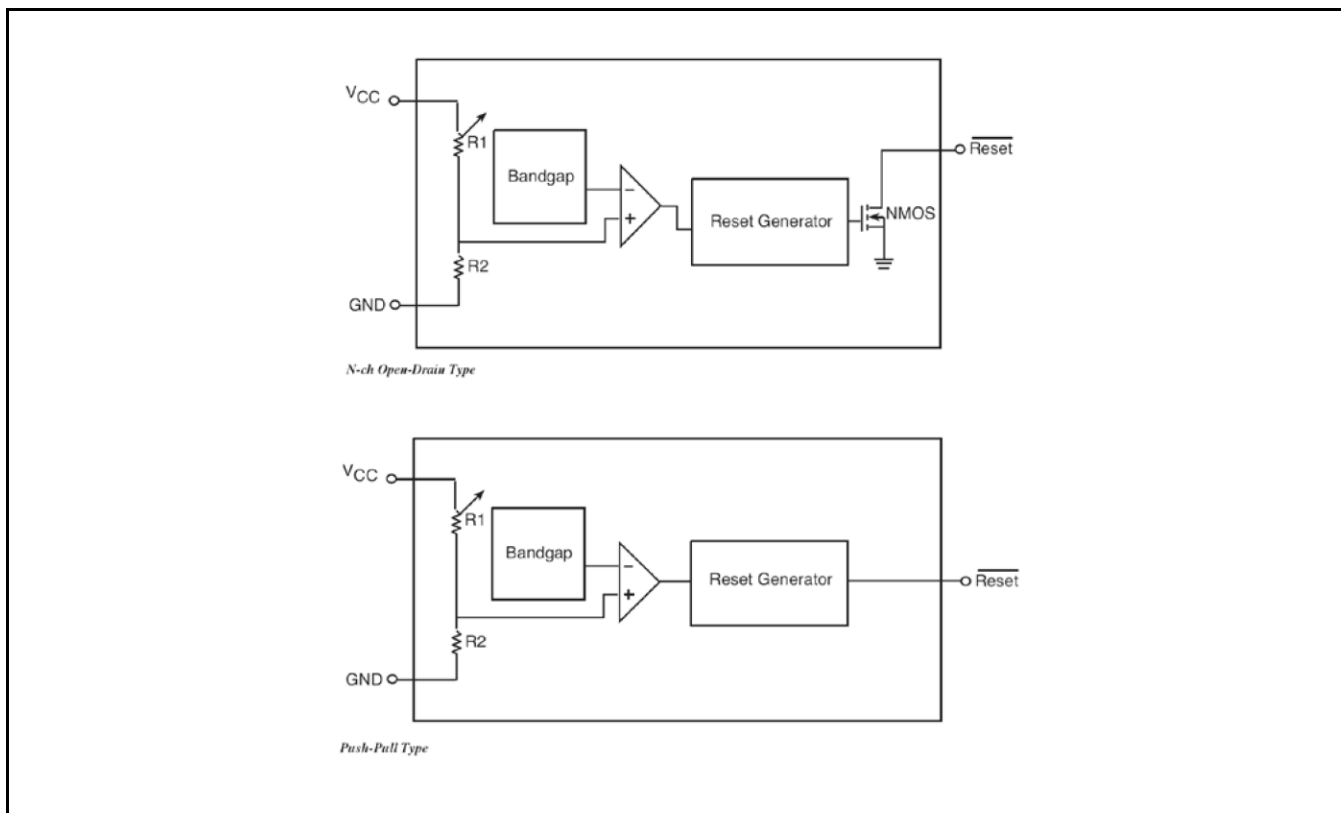 VCC
R1
Bandgap
−
+
Reset Generator
NMOS
Reset
R2
GND
N-ch Open-Drain Type
VCC
R1
Bandgap
−
+
Reset Generator
Reset
R2
GND
Push-Pull Type